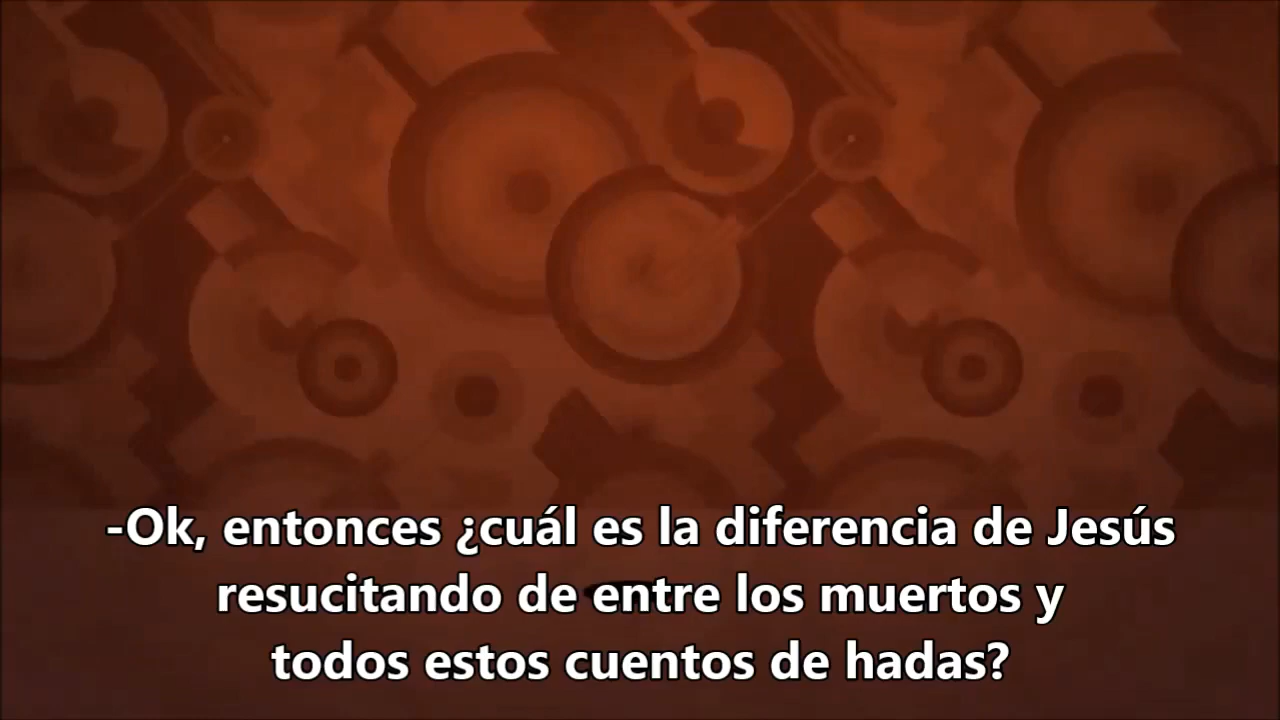 -Ok, entonces ¿cuál es la diferencia de Jesús
resucitando de entre los muertos y
todos estos cuentos de hadas?